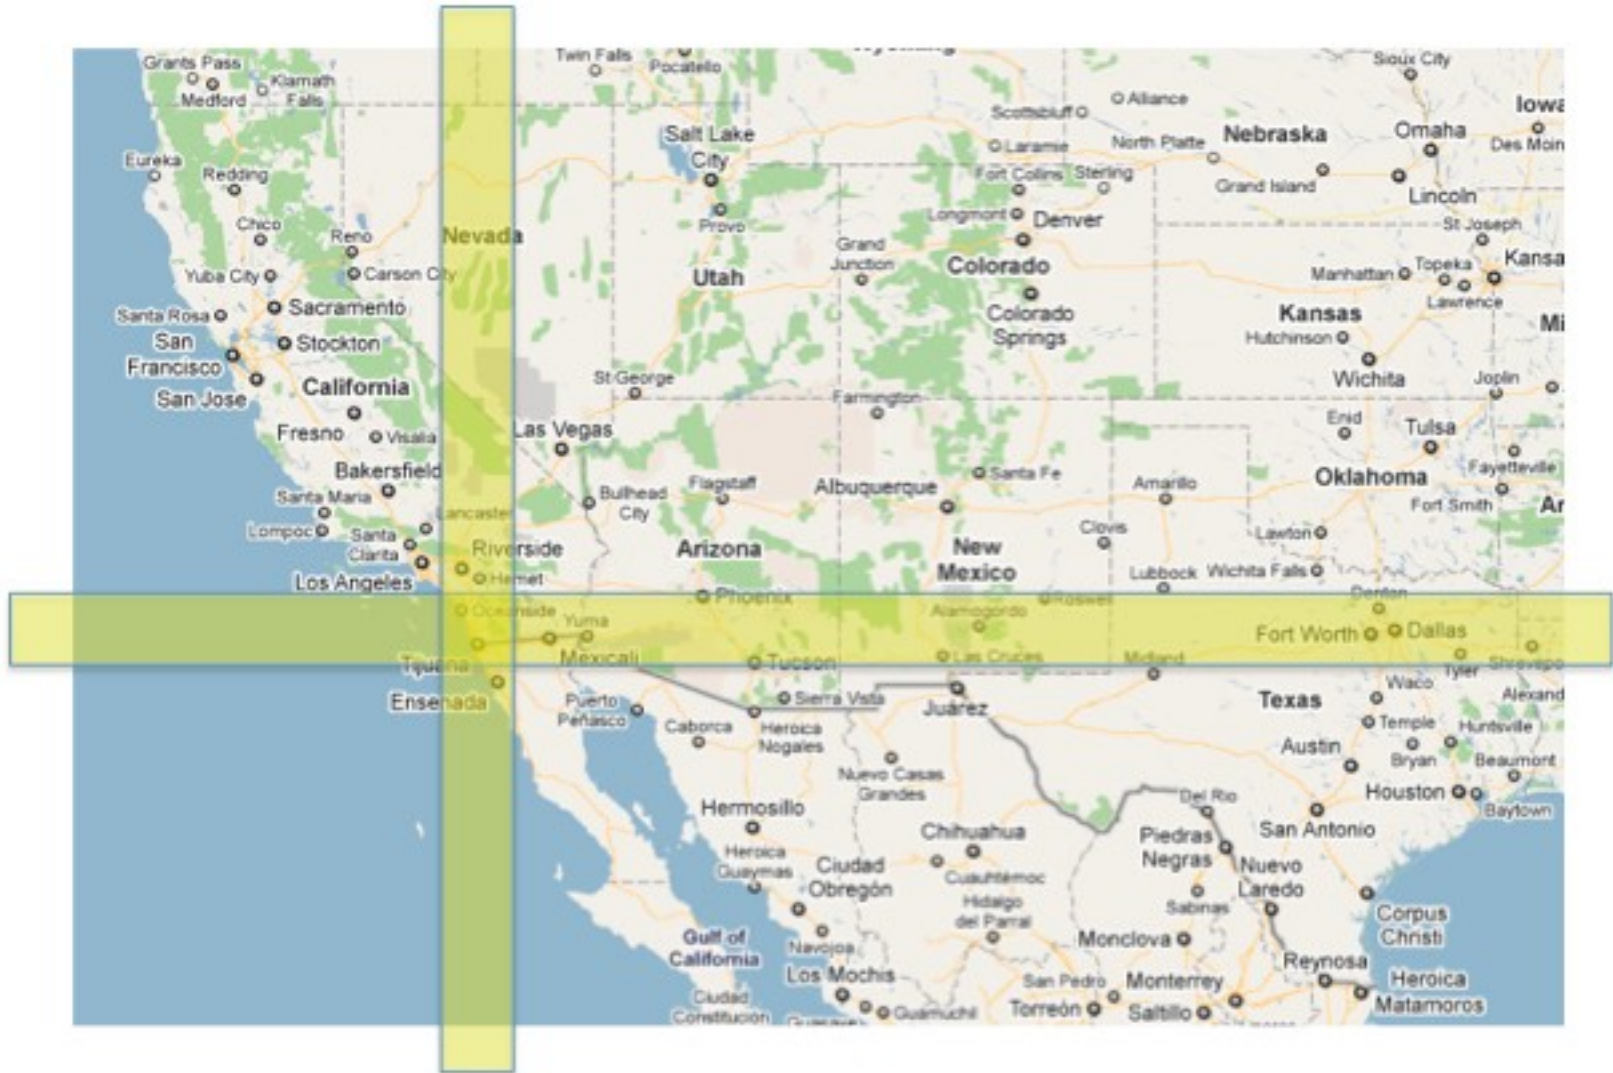 Grants Pass
Medford
Klamath
Falls
Twin Falls
Pocatello
Sioux City
Scottsbluff
Alliance
Iowa
Salt Lake
City
Laramie
North Platte
Nebraska
Omaha
Des Moin
Eureka
Redding
Fort Collins
Sterling
Grand Island
Lincoln
Provo
Longmont
Denver
St Joseph
Chico
Reno
Nevada
Grand
Junction
Colorado
Yuba City
Carson City
Utah
Manhattan
Topeka
Kansa
Lawrence
Sacramento
Colorado
Springs
Kansas
Mi
Santa Rosa
San
Francisco
Stockton
Hutchinson
San Jose
California
St George
Wichita
Joplin
Fresno
Visalia
Las Vegas
Farmington
Enid
Tulsa
Bakersfield
Santa Fe
Fayetteville
Santa Maria
Bullhead
City
Flagstaff
Albuquerque
Amarillo
Oklahoma
Fort Smith
Ar
Lompoc
Lancaster
Santa
Clarita
Clovis
Lawton
Riverside
Arizona
New
Mexico
Los Angeles
Hemet
Lubbock
Wichita Falls
Oceanside
Phoenix
Alamogordo
Roswell
Denton
Yuma
Fort Worth
Dallas
Tijuana
Mexicali
Tucson
Las Cruces
Midland
Tyler
Shrevepo
Ensenada
Puerto
Peñasco
Sierra Vista
Juárez
Texas
Waco
Alexand
Caborca
Heroica
Nogales
Temple
Huntsville
Nuevo Casas
Grandes
Austin
Bryan
Beaumont
Hermosillo
Del Rio
Houston
Baytown
Chihuahua
Piedras
Negras
San Antonio
Heroica
Guaymas
Ciudad
Obregón
Cuauhtémoc
Nuevo
Laredo
Hidalgo
del Parral
Sabinas
Corpus
Christi
Gulf of
California
Navojoa
Monclova
Los Mochis
San Pedro
Monterrey
Reynosa
Heroica
Matamoros
Ciudad
Constitución
Guamúchil
Torreón
Saltillo